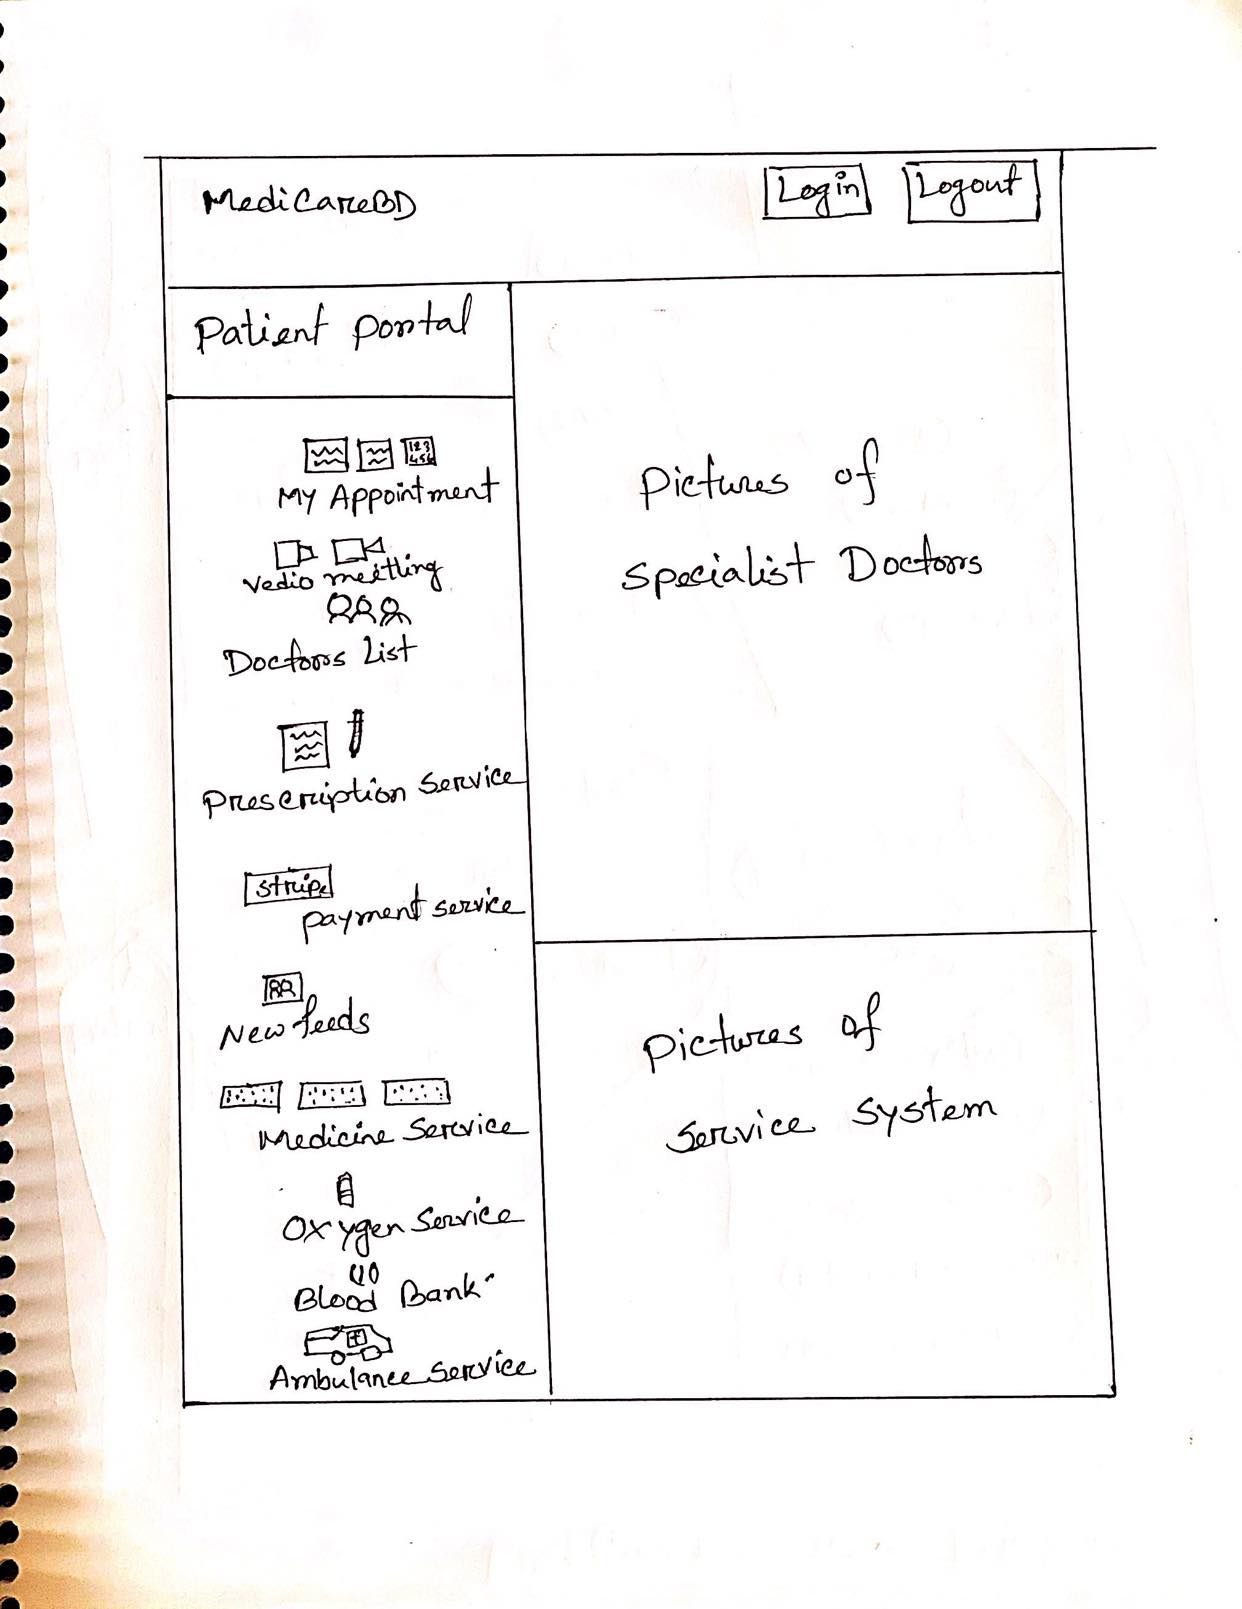 MediCareBD
Login
Logout
Patient portal
Pictures of
Specialist Doctors
123
456
My Appointment
Vedio meetting
Doctors List
Prescription Service
stripe
payment service
New feeds
Medicine Service
Oxygen Service
Blood Bank
Ambulance Service
Pictures of
Service System